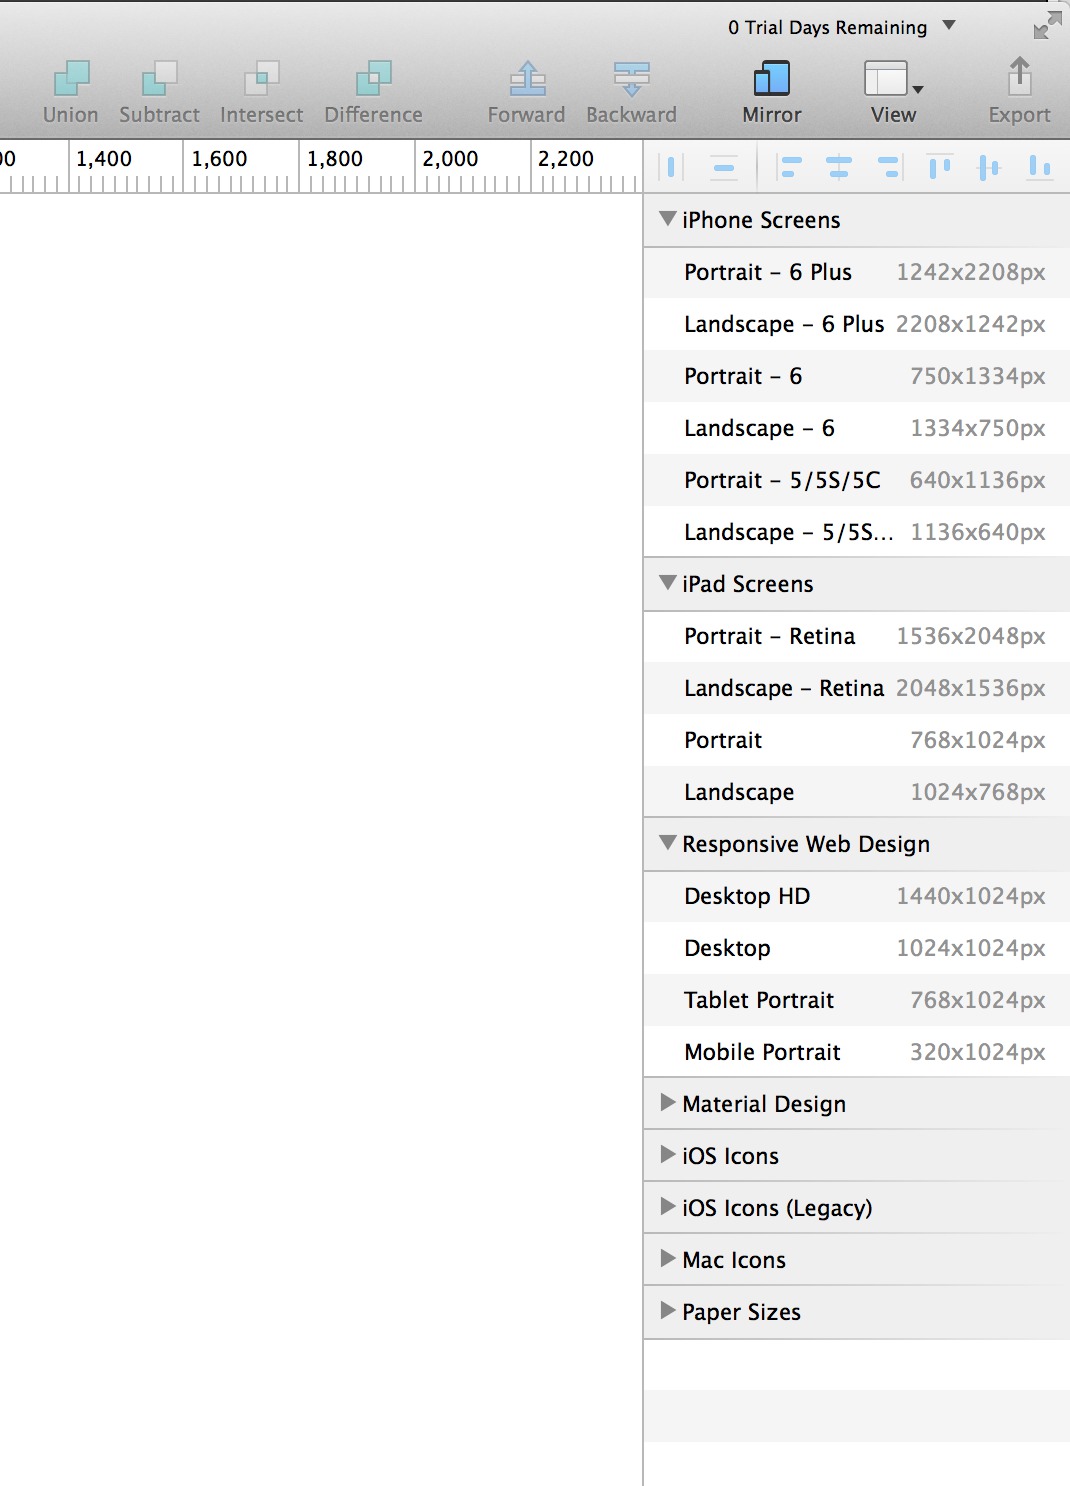 0 Trial Days Remaining
Union Subtract Intersect Difference Forward Backward Mirror View Export
00 1,400 1,600 1,800 2,000 2,200
iPhone Screens
Portrait – 6 Plus 1242x2208px
Landscape – 6 Plus 2208x1242px
Portrait – 6 750x1334px
Landscape – 6 1334x750px
Portrait – 5/5S/5C 640x1136px
Landscape – 5/5S... 1136x640px
iPad Screens
Portrait – Retina 1536x2048px
Landscape – Retina 2048x1536px
Portrait 768x1024px
Landscape 1024x768px
Responsive Web Design
Desktop HD 1440x1024px
Desktop 1024x1024px
Tablet Portrait 768x1024px
Mobile Portrait 320x1024px
Material Design
iOS Icons
iOS Icons (Legacy)
Mac Icons
Paper Sizes